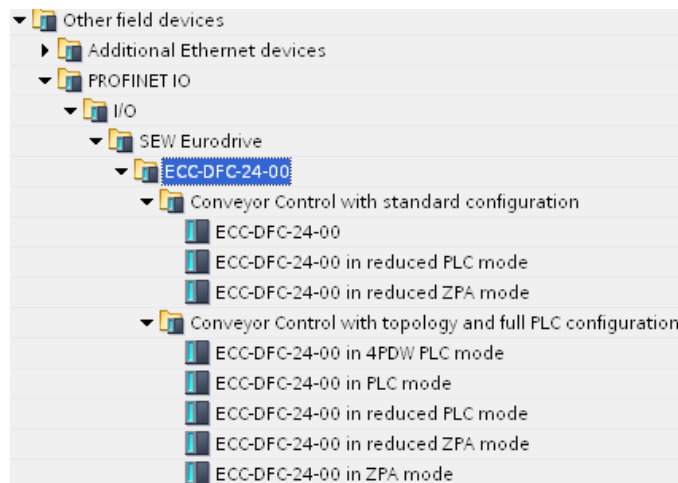 Other field devices
Additional Ethernet devices
PROFINET IO
I/O
SEW Eurodrive
ECC-DFC-24-00
Conveyor Control with standard configuration
ECC-DFC-24-00
ECC-DFC-24-00 in reduced PLC mode
ECC-DFC-24-00 in reduced ZPA mode
Conveyor Control with topology and full PLC configuration
ECC-DFC-24-00 in 4PDW PLC mode
ECC-DFC-24-00 in PLC mode
ECC-DFC-24-00 in reduced PLC mode
ECC-DFC-24-00 in reduced ZPA mode
ECC-DFC-24-00 in ZPA mode